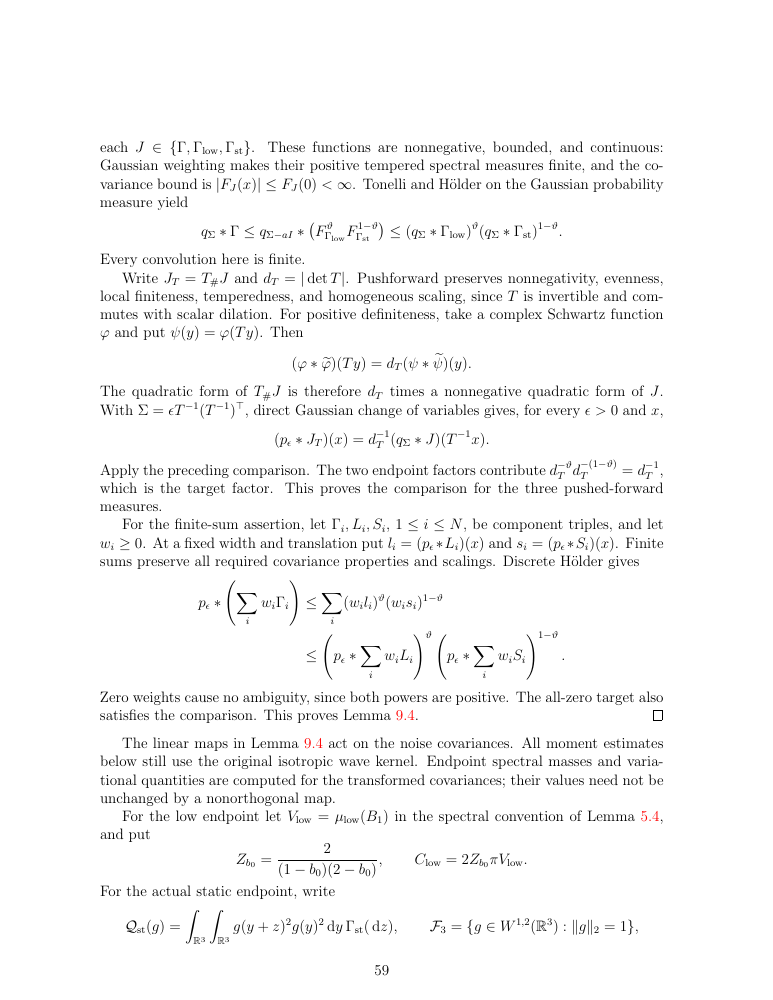 each J ∈ {Γ, Γ_low, Γ_st}. These functions are nonnegative, bounded, and continuous:
Gaussian weighting makes their positive tempered spectral measures finite, and the co-
variance bound is |F_J(x)| ≤ F_J(0) < ∞. Tonelli and Hölder on the Gaussian probability
measure yield
q_Σ ∗ Γ ≤ q_{Σ−aI} ∗ (F^ϑ_{Γ_low} F^{1−ϑ}_{Γ_st}) ≤ (q_Σ ∗ Γ_low)^ϑ (q_Σ ∗ Γ_st)^{1−ϑ}.
Every convolution here is finite.
Write J_T = T_# J and d_T = | det T|. Pushforward preserves nonnegativity, evenness,
local finiteness, temperedness, and homogeneous scaling, since T is invertible and com-
mutes with scalar dilation. For positive definiteness, take a complex Schwartz function
φ and put ψ(y) = φ(Ty). Then
(φ ∗ φ̃)(Ty) = d_T(ψ ∗ ψ̃)(y).
The quadratic form of T_# J is therefore d_T times a nonnegative quadratic form of J.
With Σ = ϵT^{−1}(T^{−1})^⊤, direct Gaussian change of variables gives, for every ϵ > 0 and x,
(p_ϵ ∗ J_T)(x) = d_T^{−1}(q_Σ ∗ J)(T^{−1}x).
Apply the preceding comparison. The two endpoint factors contribute d_T^{−ϑ} d_T^{−(1−ϑ)} = d_T^{−1},
which is the target factor. This proves the comparison for the three pushed-forward
measures.
For the finite-sum assertion, let Γ_i, L_i, S_i, 1 ≤ i ≤ N, be component triples, and let
w_i ≥ 0. At a fixed width and translation put l_i = (p_ϵ ∗ L_i)(x) and s_i = (p_ϵ ∗ S_i)(x). Finite
sums preserve all required covariance properties and scalings. Discrete Hölder gives
p_ϵ ∗ (∑_i w_iΓ_i) ≤ ∑_i (w_il_i)^ϑ (w_is_i)^{1−ϑ}
≤ (p_ϵ ∗ ∑_i w_iL_i)^ϑ (p_ϵ ∗ ∑_i w_iS_i)^{1−ϑ}.
Zero weights cause no ambiguity, since both powers are positive. The all-zero target also
satisfies the comparison. This proves Lemma 9.4. □
The linear maps in Lemma 9.4 act on the noise covariances. All moment estimates
below still use the original isotropic wave kernel. Endpoint spectral masses and varia-
tional quantities are computed for the transformed covariances; their values need not be
unchanged by a nonorthogonal map.
For the low endpoint let V_low = μ_low(B_1) in the spectral convention of Lemma 5.4,
and put
Z_{b_0} = 2 / ((1 − b_0)(2 − b_0)), C_low = 2Z_{b_0}πV_low.
For the actual static endpoint, write
Q_st(g) = ∫_{ℝ^3} ∫_{ℝ^3} g(y + z)^2 g(y)^2 dy Γ_st( dz), F_3 = {g ∈ W^{1,2}(ℝ^3) : ‖g‖_2 = 1},
59